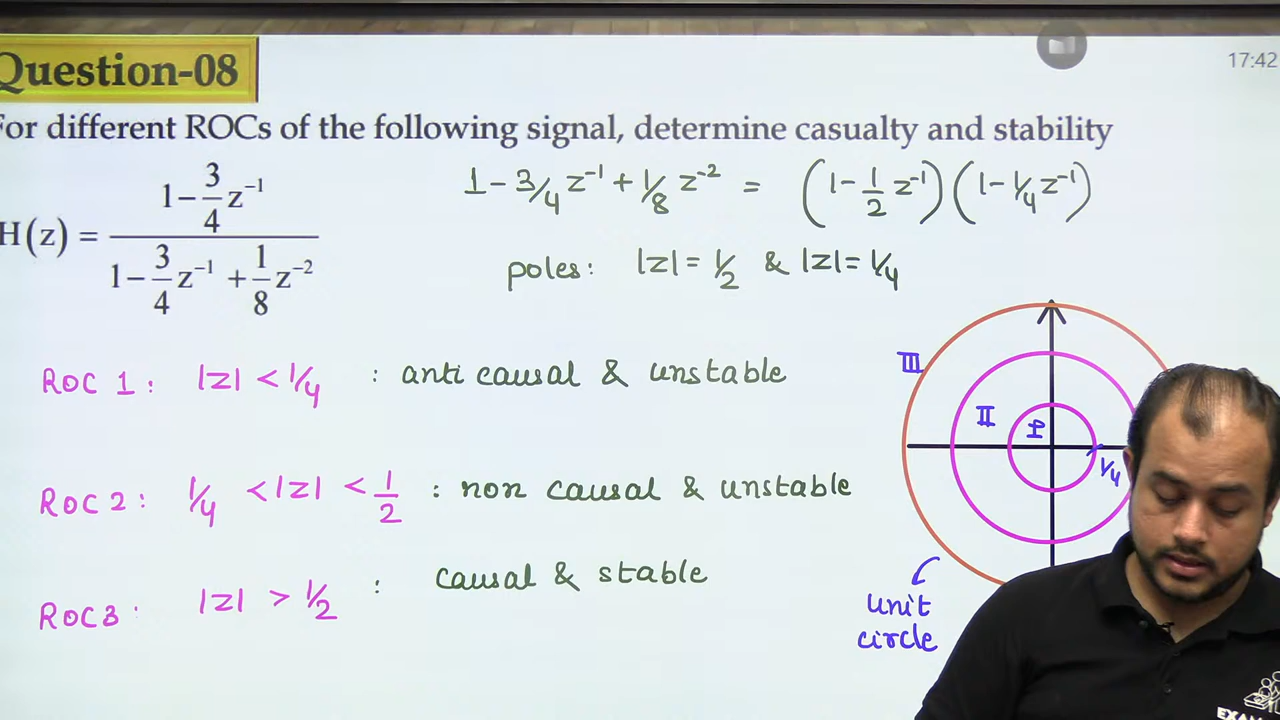 Question-08
17:42
For different ROCs of the following signal, determine casualty and stability
H(z) = (1 - 3/4 z⁻¹) / (1 - 3/4 z⁻¹ + 1/8 z⁻²)
1 - 3/4 z⁻¹ + 1/8 z⁻² = (1 - 1/2 z⁻¹) (1 - 1/4 z⁻¹)
poles: |z| = 1/2 & |z| = 1/4
ROC 1: |z| < 1/4 : anti causal & unstable
ROC 2: 1/4 < |z| < 1/2 : non causal & unstable
ROC3: |z| > 1/2 : causal & stable
III
II
I
1/4
unit
circle